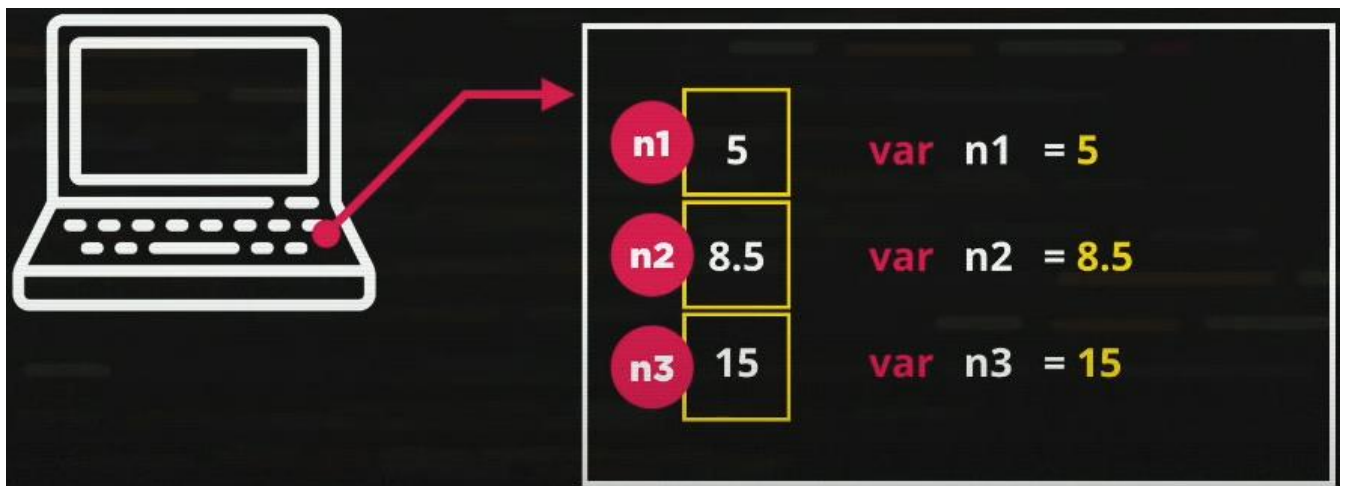 n1 5 var n1 = 5
n2 8.5 var n2 = 8.5
n3 15 var n3 = 15